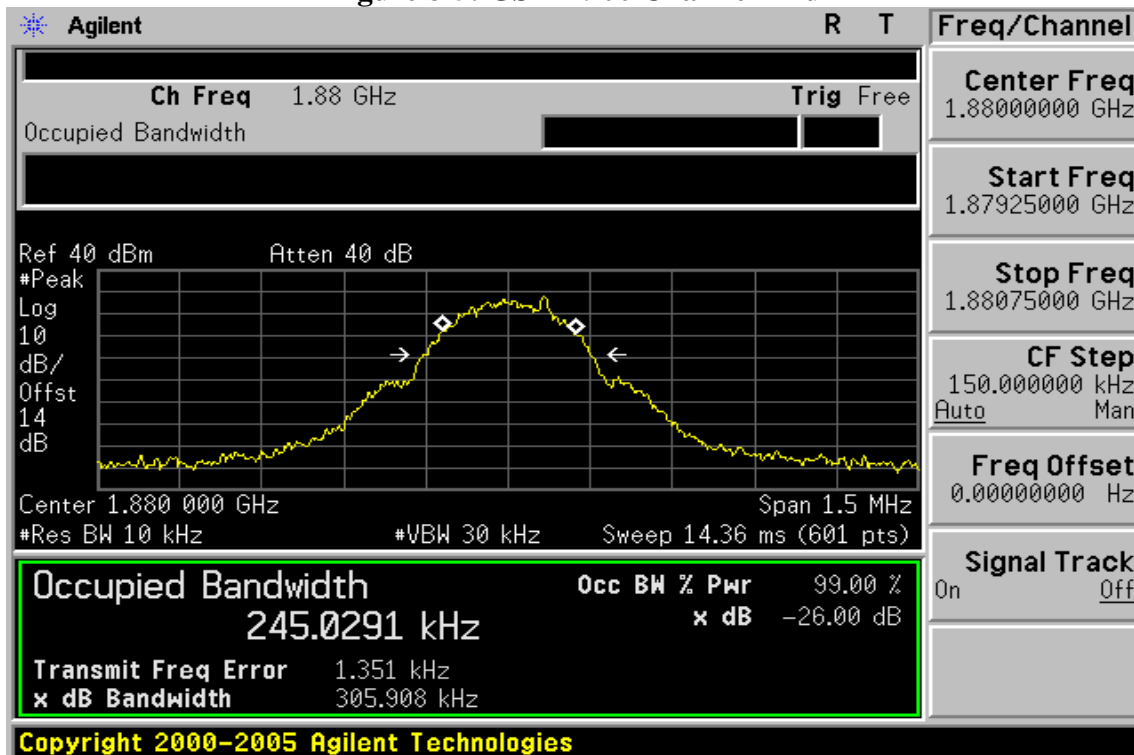 Agilent R T
Ch Freq 1.88 GHz Trig Free
Occupied Bandwidth
Ref 40 dBm Atten 40 dB
#Peak
Log
10
dB/
Offst
14
dB
Center 1.880 000 GHz Span 1.5 MHz
#Res BW 10 kHz #VBW 30 kHz Sweep 14.36 ms (601 pts)
Occupied Bandwidth
245.0291 kHz
Occ BW % Pwr 99.00 %
x dB -26.00 dB
Transmit Freq Error 1.351 kHz
x dB Bandwidth 305.908 kHz
Copyright 2000-2005 Agilent Technologies
Freq/Channel
Center Freq
1.88000000 GHz
Start Freq
1.87925000 GHz
Stop Freq
1.88075000 GHz
CF Step
150.000000 kHz
Auto Man
Freq Offset
0.00000000 Hz
Signal Track
On Off